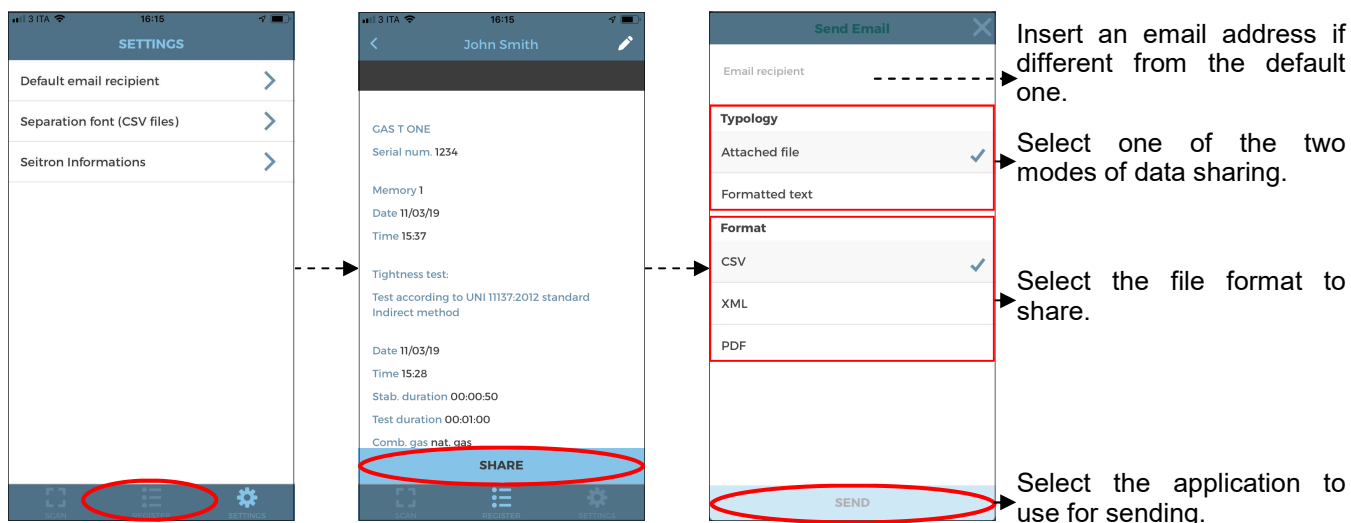 3 ITA
16:15
SETTINGS
Default email recipient
Separation font (CSV files)
Seitron Informations
SCAN
REGISTER
SETTINGS
3 ITA
16:15
John Smith
GAS T ONE
Serial num. 1234
Memory 1
Date 11/03/19
Time 15:37
Tightness test:
Test according to UNI 11137:2012 standard
Indirect method
Date 11/03/19
Time 15:28
Stab. duration 00:00:50
Test duration 00:01:00
Comb. gas nat. gas
SHARE
SCAN
REGISTER
SETTINGS
Send Email
Email recipient
Typology
Attached file
Formatted text
Format
CSV
XML
PDF
SEND
Insert an email address if
different from the default
one.
Select one of the two
modes of data sharing.
Select the file format to
share.
Select the application to
use for sending.